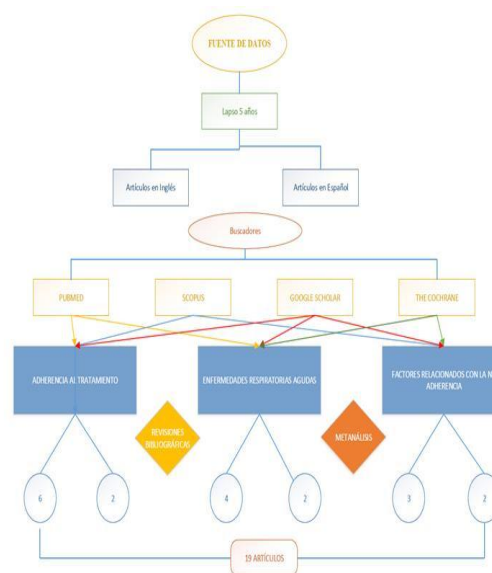 FUENTE DE DATOS
Lapso 5 años
Artículos en Inglés
Artículos en Español
Buscadores
PUBMED
SCOPUS
GOOGLE SCHOLAR
THE COCHRANE
ADHERENCIA AL TRATAMIENTO
ENFERMEDADES RESPIRATORIAS AGUDAS
FACTORES RELACIONADOS CON LA N
ADHERENCIA
REVISIONES
BIBLIOGRÁFICAS
METANÁLISIS
6
2
4
2
3
2
19 ARTÍCULOS